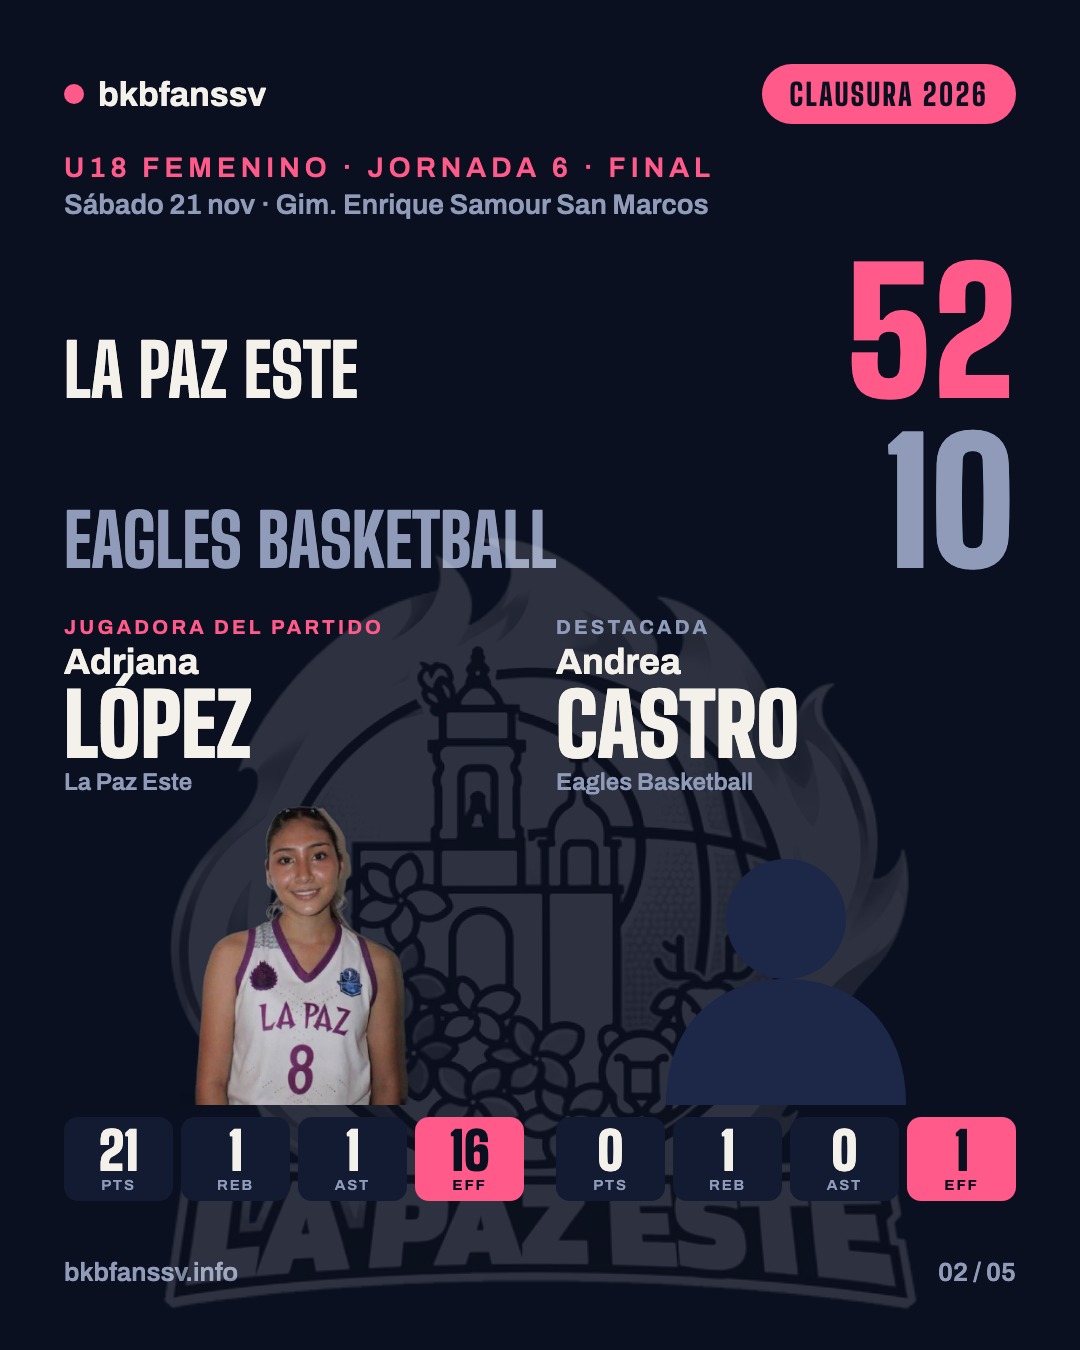 bkbfanssv
CLAUSURA 2026
U18 FEMENINO · JORNADA 6 · FINAL
Sábado 21 nov · Gim. Enrique Samour San Marcos
LA PAZ ESTE
52
EAGLES BASKETBALL
10
JUGADORA DEL PARTIDO
Adriana
LÓPEZ
La Paz Este
DESTACADA
Andrea
CASTRO
Eagles Basketball
LA PAZ
8
21 1 1 16
PTS REB AST EFF
0 1 0 1
PTS REB AST EFF
LA PAZ ESTE
bkbfanssv.info
02 / 05